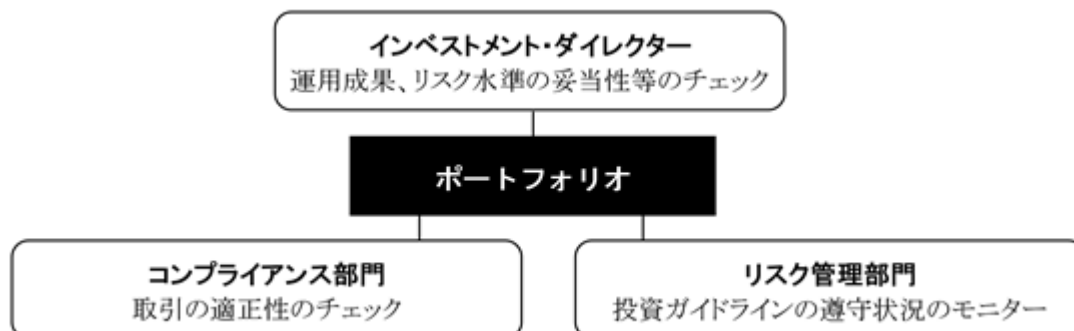 インベストメント・ダイレクター
運用成果、リスク水準の妥当性等のチェック
ポートフォリオ
コンプライアンス部門
取引の適正性のチェック
リスク管理部門
投資ガイドラインの遵守状況のモニター